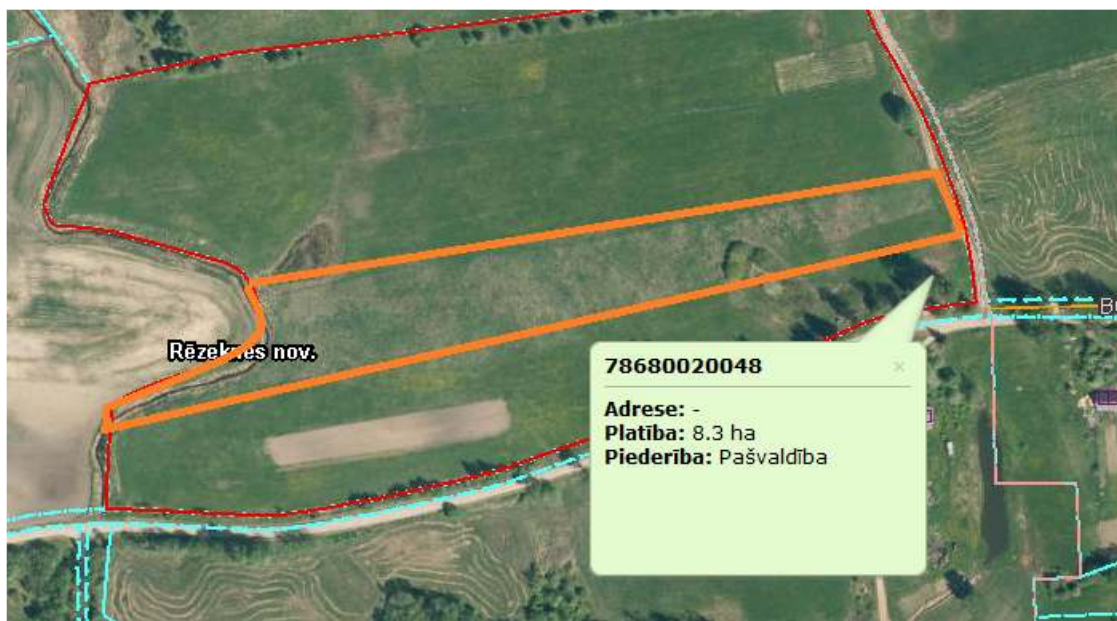 Rēzeknes nov.
78680020048 ×
Adrese: -
Platība: 8.3 ha
Piederība: Pašvaldība